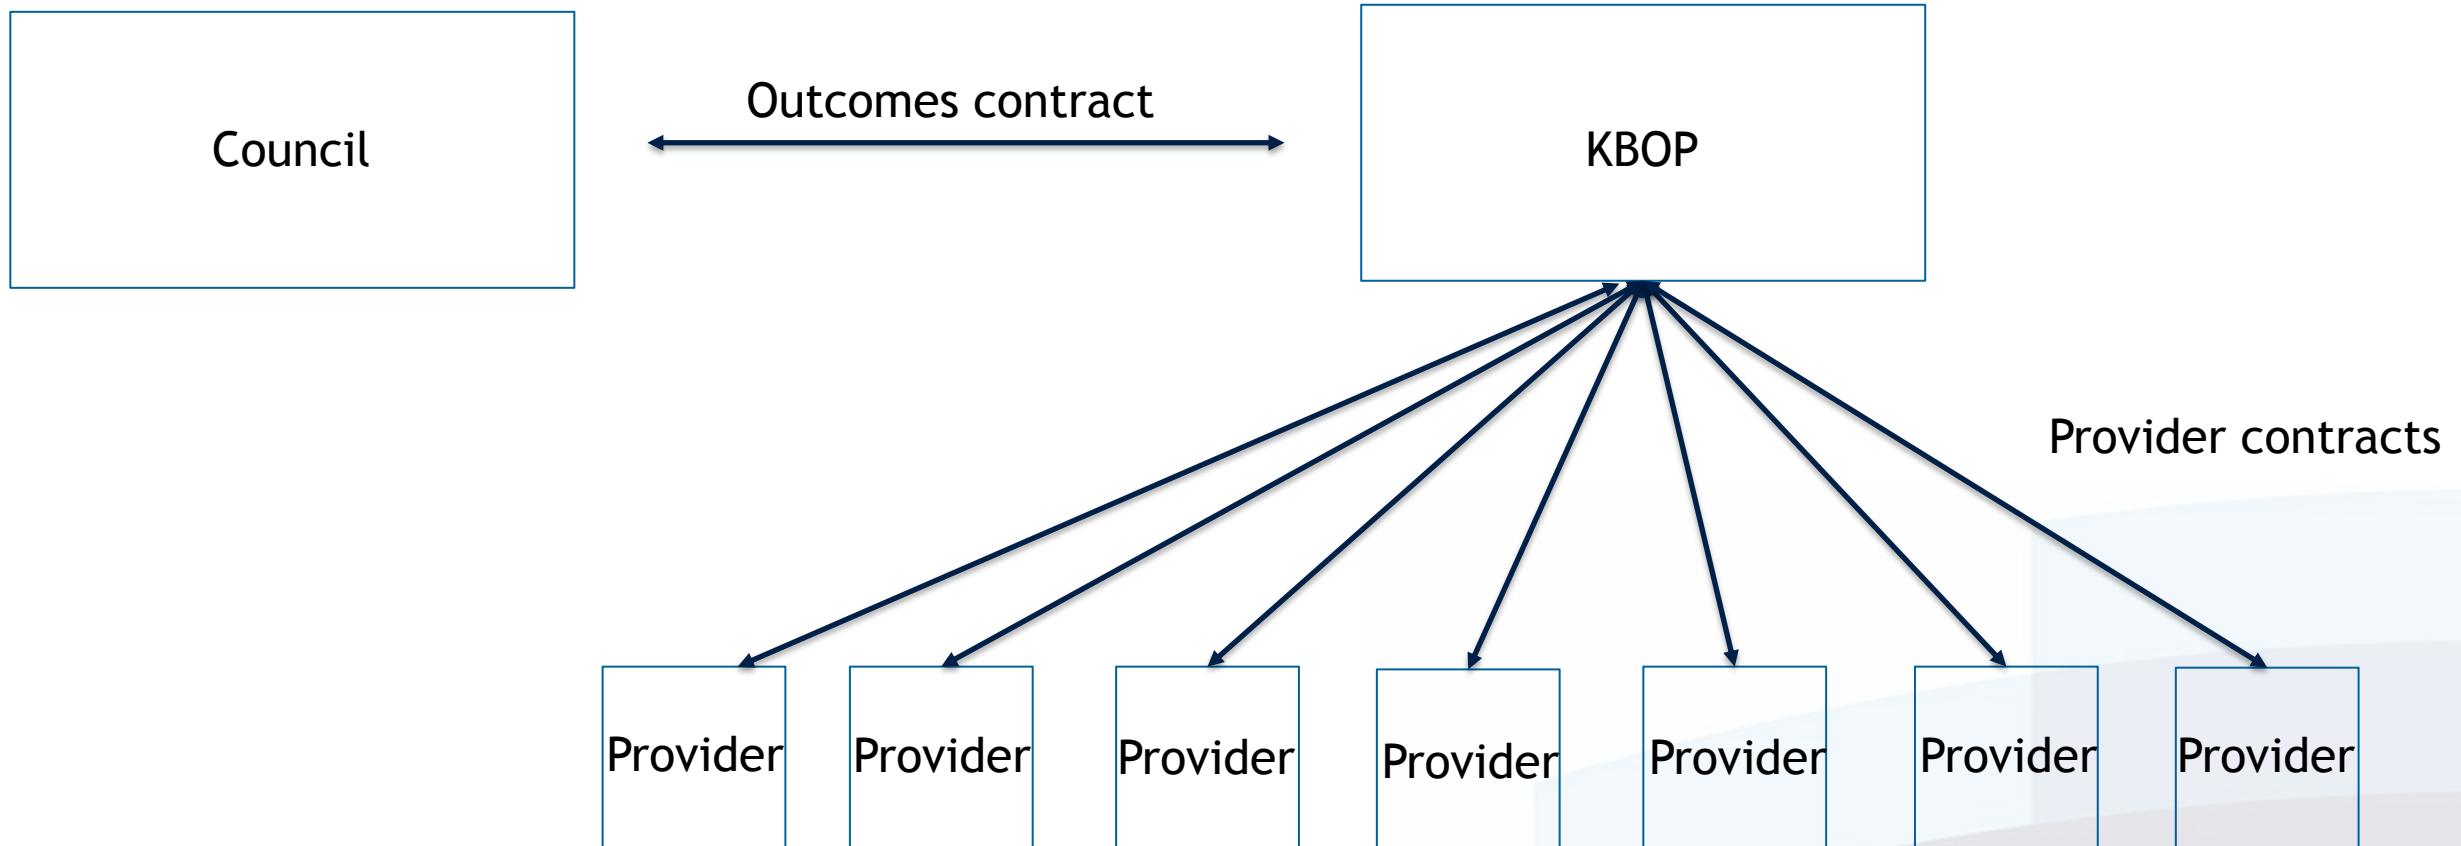 Council
Outcomes contract
KBOP
Provider contracts
Provider
Provider
Provider
Provider
Provider
Provider
Provider